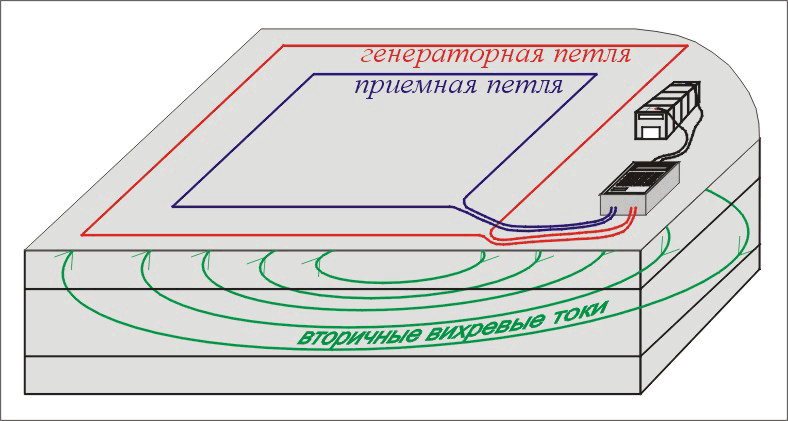 генераторная петля
приемная петля
вторичные вихревые токи